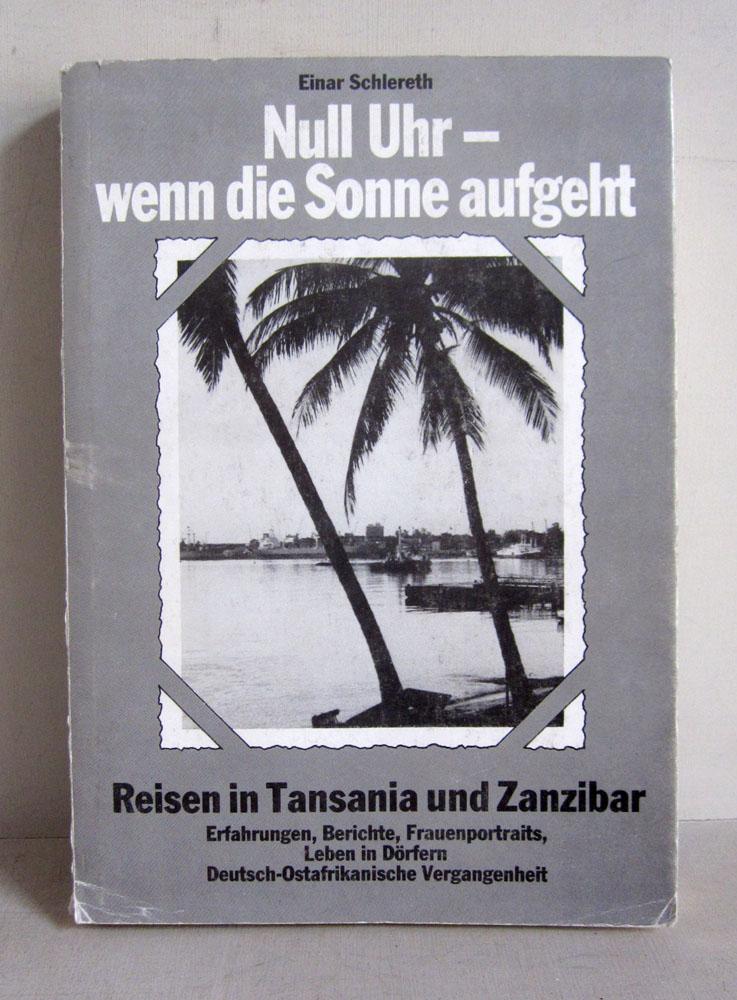 Einar Schlereth
Null Uhr –
wenn die Sonne aufgeht
Reisen in Tansania und Zanzibar
Erfahrungen, Berichte, Frauenportraits,
Leben in Dörfern
Deutsch-Ostafrikanische Vergangenheit